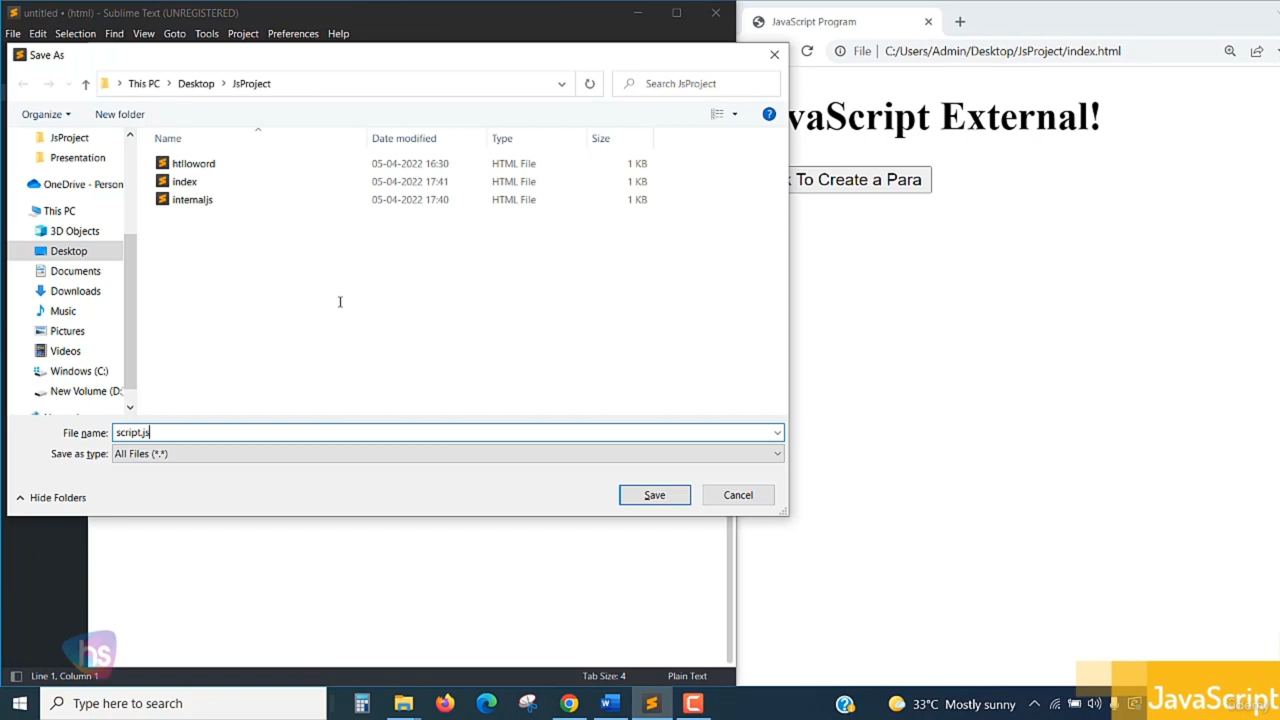 untitled • (html) - Sublime Text (UNREGISTERED)
File Edit Selection Find View Goto Tools Project Preferences Help
Save As
This PC > Desktop > JsProject
Search JsProject
Organize
New folder
Name Date modified Type Size
htlloword 05-04-2022 16:30 HTML File 1 KB
index 05-04-2022 17:41 HTML File 1 KB
internaljs 05-04-2022 17:40 HTML File 1 KB
JsProject
Presentation
OneDrive - Person
This PC
3D Objects
Desktop
Documents
Downloads
Music
Pictures
Videos
Windows (C:)
New Volume (D:
File name: script.js
Save as type: All Files (*.*)
Hide Folders
Save
Cancel
JavaScript Program
File | C:/Users/Admin/Desktop/JsProject/index.html
vaScript External!
k To Create a Para
hs
Line 1, Column 1
Tab Size: 4
Plain Text
JavaScript
Type here to search
33°C Mostly sunny